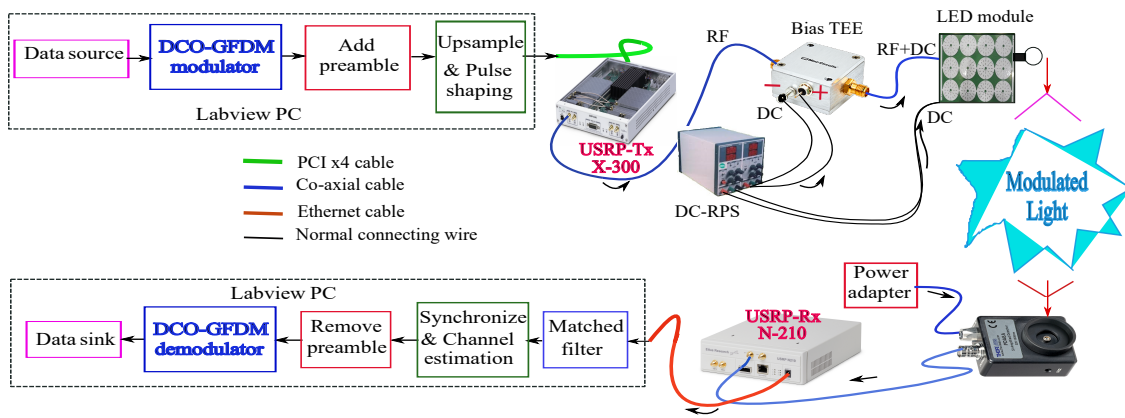 Data source
DCO-GFDM
modulator
Add
preamble
Upsample
& Pulse
shaping
Labview PC
PCI x4 cable
Co-axial cable
Ethernet cable
Normal connecting wire
USRP-Tx
X-300
RF
Bias TEE
− +
DC
DC-RPS
RF+DC
LED module
DC
Modulated
Light
Labview PC
Data sink
DCO-GFDM
demodulator
Remove
preamble
Synchronize
& Channel
estimation
Matched
filter
USRP-Rx
N-210
Power
adapter